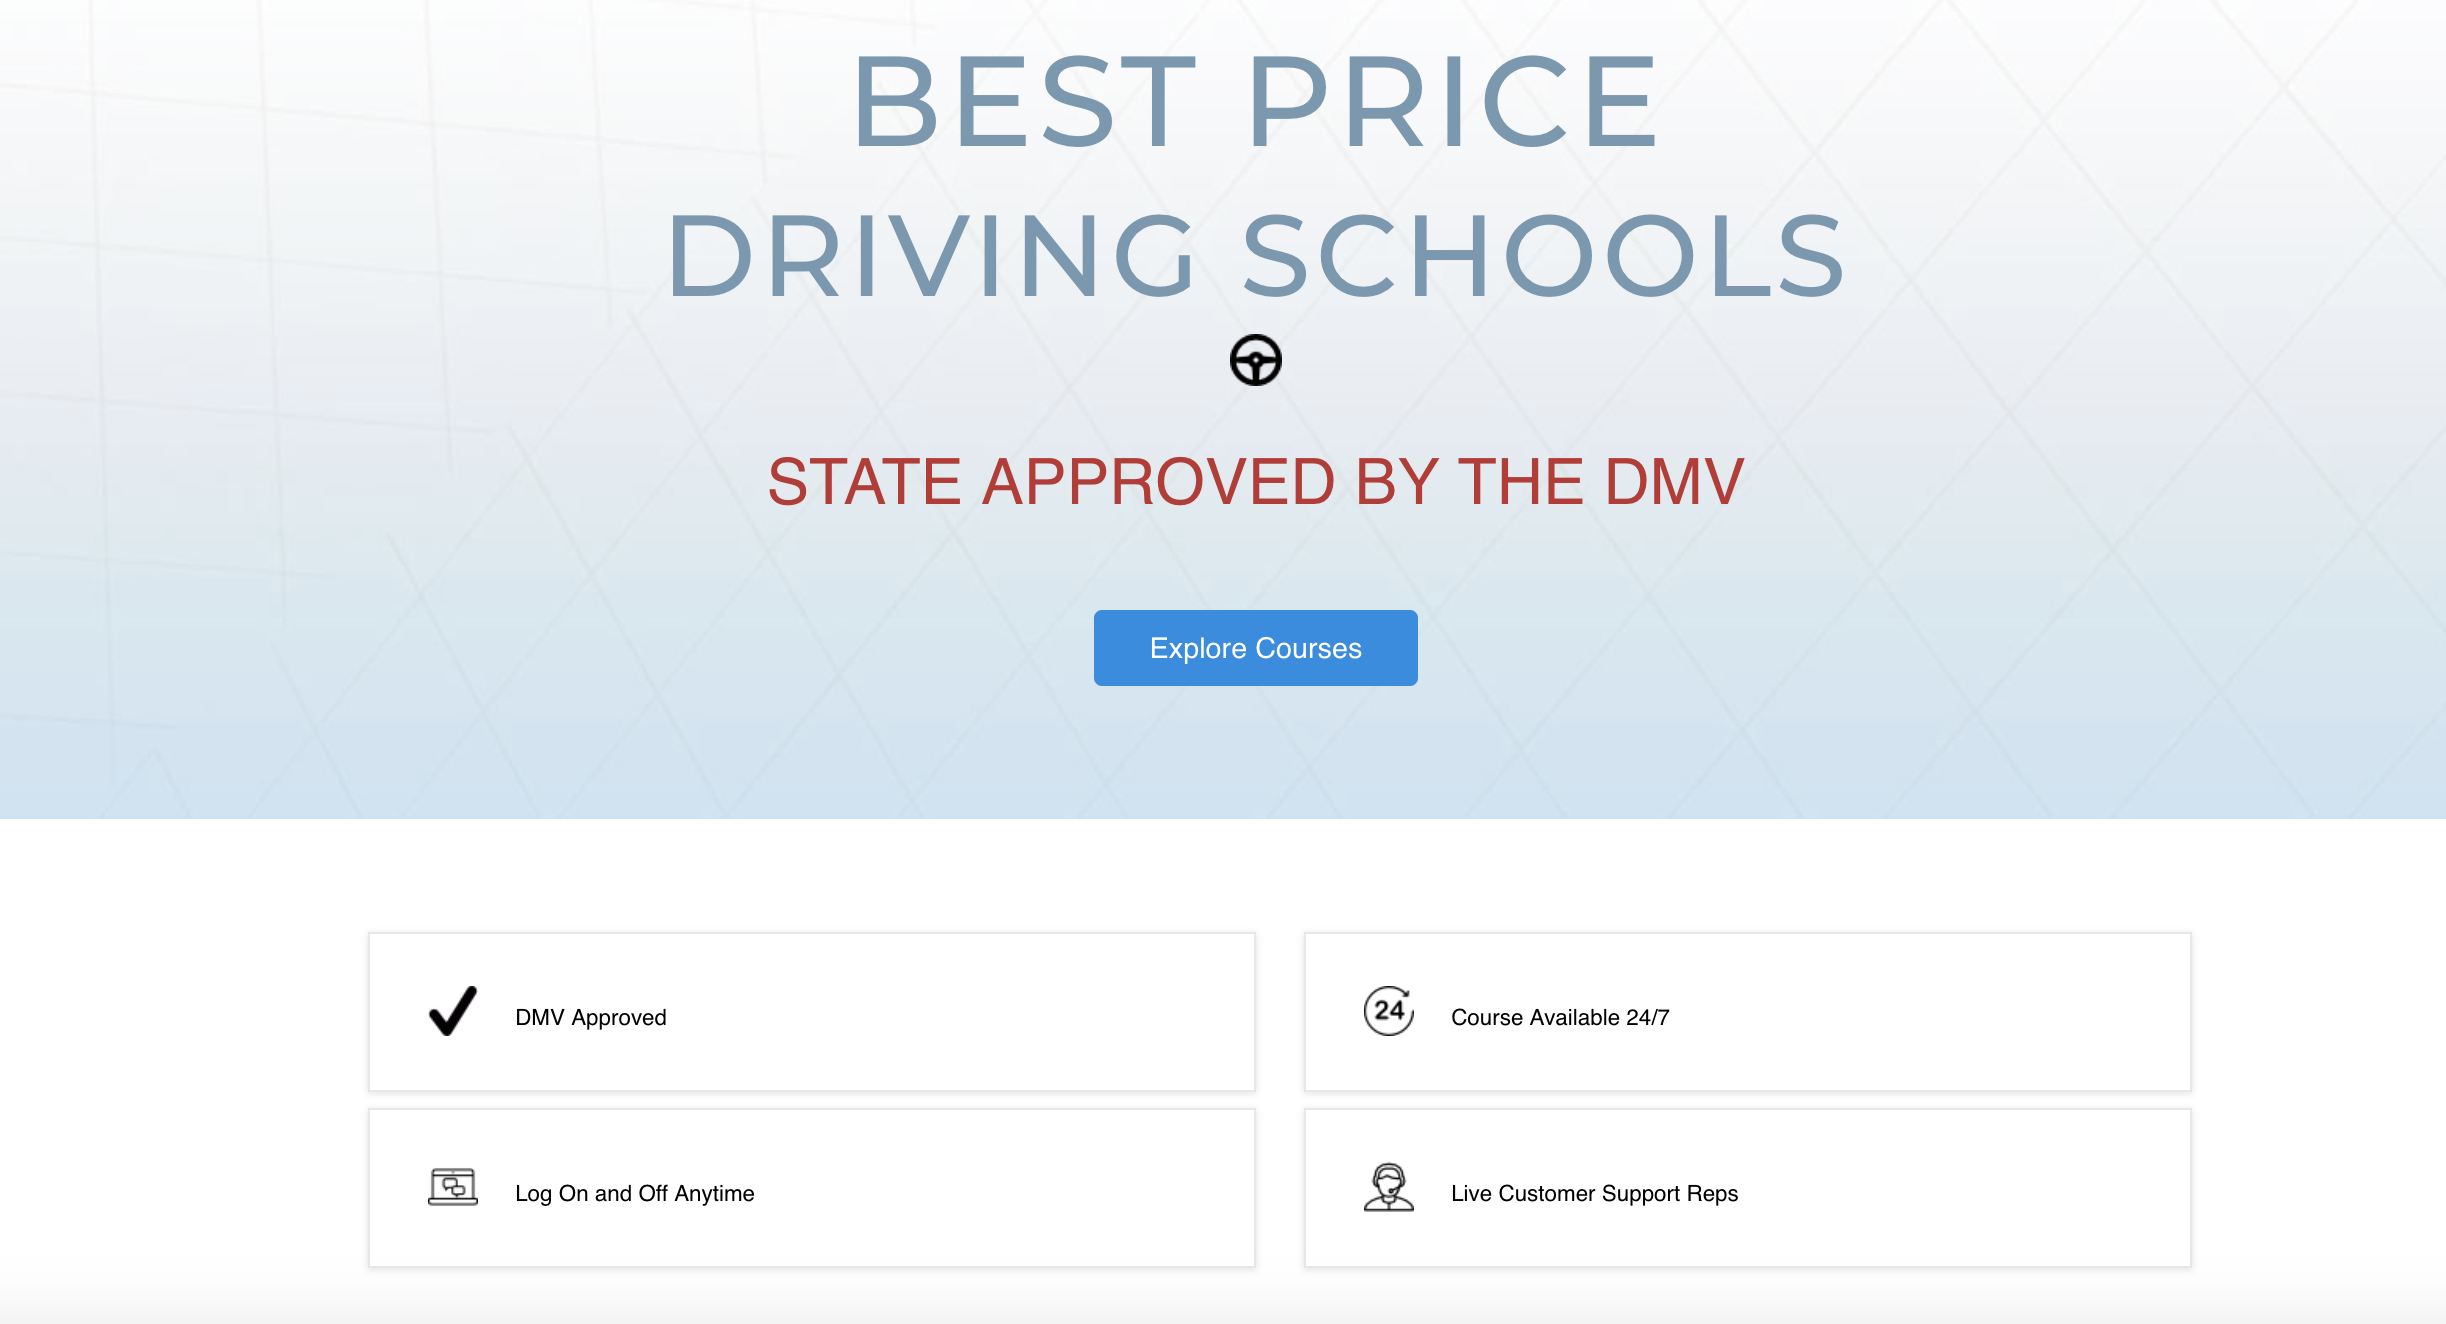 BEST PRICE
DRIVING SCHOOLS
STATE APPROVED BY THE DMV
Explore Courses
DMV Approved
24
Course Available 24/7
Log On and Off Anytime
Live Customer Support Reps